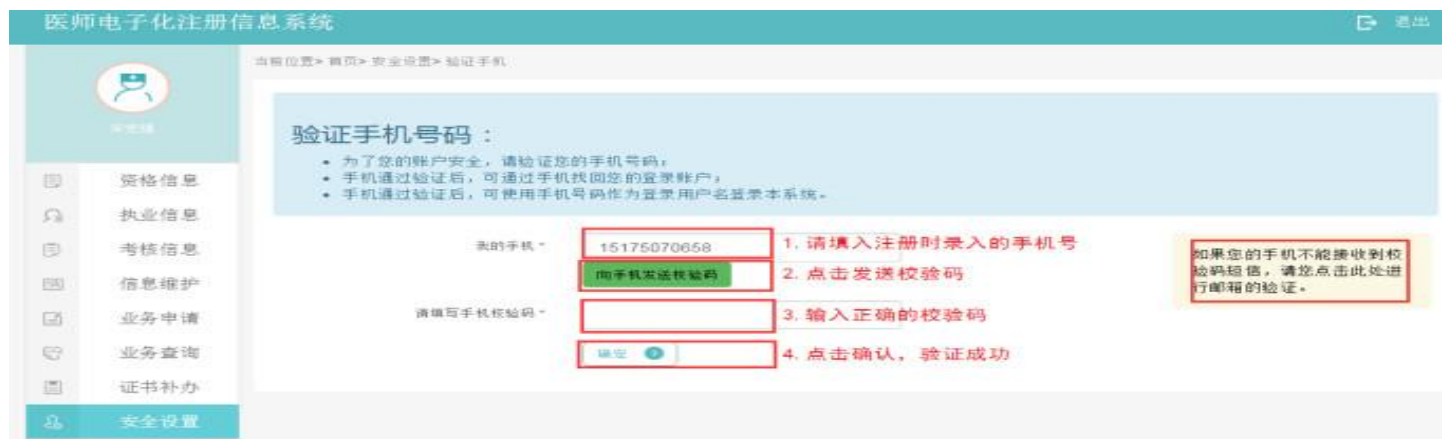 医师电子化注册信息系统
退出
当前位置> 首页> 安全设置> 验证手机
验证手机号码：
• 为了您的账户安全，请验证您的手机号码；
• 手机通过验证后，可通过手机找回您的登录账户；
• 手机通过验证后，可使用手机号码作为登录用户名登录本系统。
资格信息
执业信息
考核信息
信息维护
业务申请
业务查询
证书补办
安全设置
我的手机*
15175070658
1. 请填入注册时录入的手机号
向手机发送校验码
2. 点击发送校验码
请填写手机校验码*
3. 输入正确的校验码
确定
4. 点击确认，验证成功
如果您的手机不能接收到校
验码短信，请您点击此处进
行邮箱的验证。